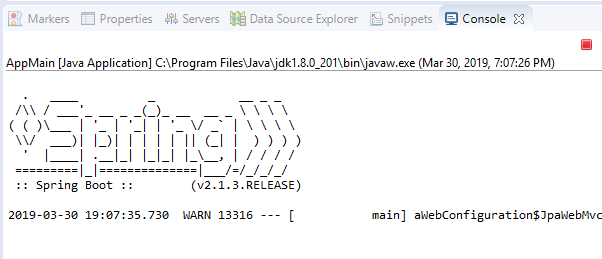 Markers Properties Servers Data Source Explorer Snippets Console
AppMain [Java Application] C:\Program Files\Java\jdk1.8.0_201\bin\javaw.exe (Mar 30, 2019, 7:07:26 PM)
Spring
:: Spring Boot :: (v2.1.3.RELEASE)
2019-03-30 19:07:35.730 WARN 13316 --- [ main] aWebConfiguration$JpaWebMvc